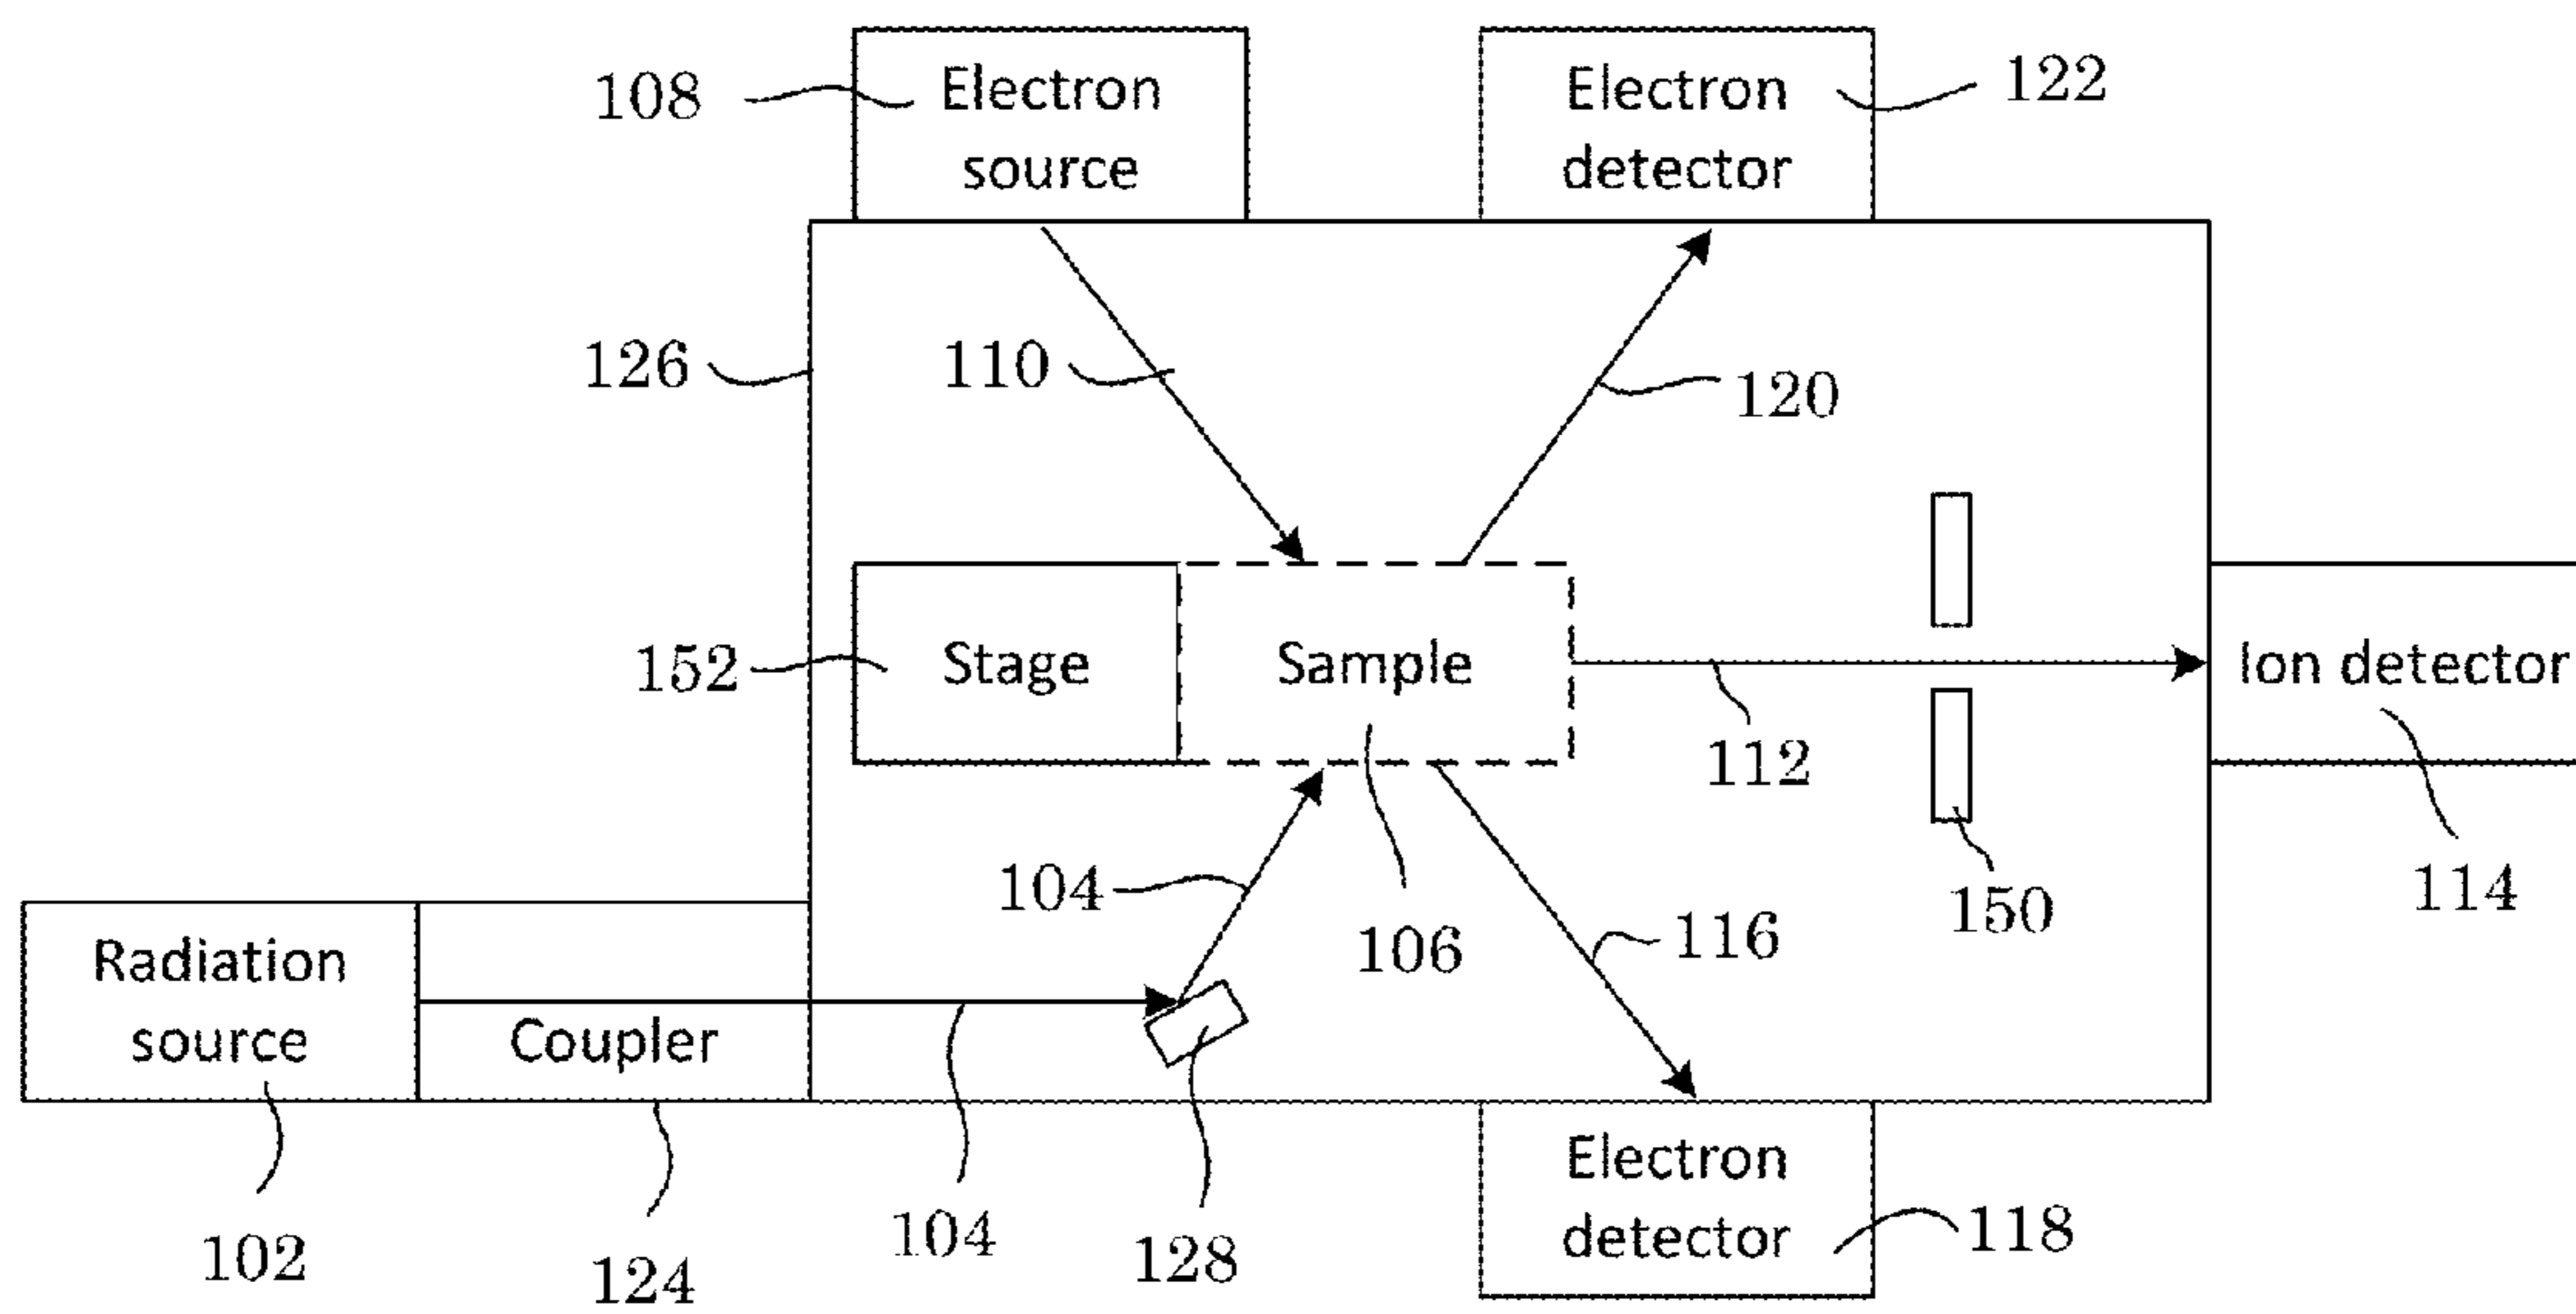 108
Electron
source
Electron
detector
122
126
110
120
152
Stage
Sample
112
Ion detector
104
106
116
150
114
Radiation
source
Coupler
102
124
104
128
Electron
detector
118